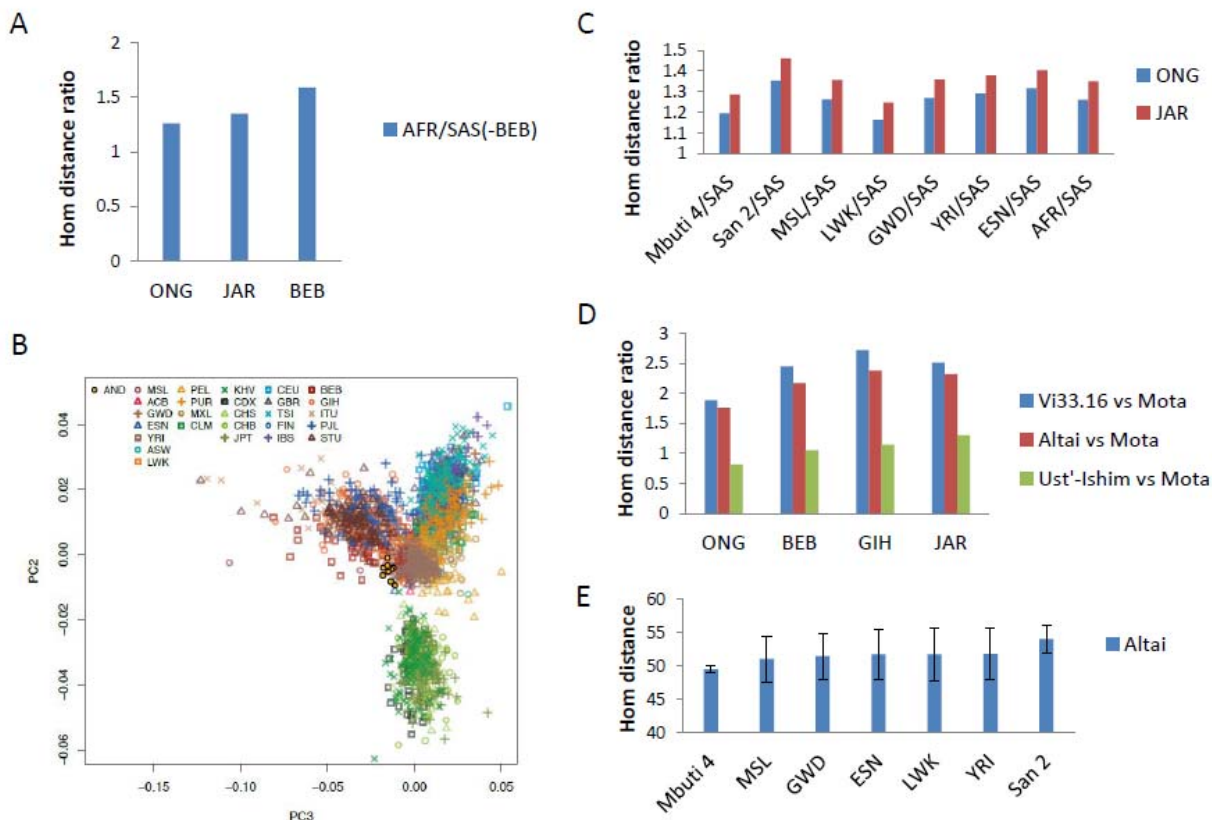 A
2
1.5
1
0.5
0
Hom distance ratio
ONG JAR BEB
AFR/SAS(-BEB)
B
AND MSL PEL KHV CEU BEB
ACB PUR CDX GBR GIH
GWD MXL CHS TSI ITU
ESN CLM CHB FIN PJL
YRI JPT IBS STU
ASW
LWK
PC2
0.04
0.02
0.00
−0.02
−0.04
−0.06
−0.15 −0.10 −0.05 0.00 0.05
PC3
C
1.5
1.4
1.3
1.2
1.1
1
Hom distance ratio
Mbuti 4/SAS
San 2/SAS
MSL/SAS
LWK/SAS
GWD/SAS
YRI/SAS
ESN/SAS
AFR/SAS
ONG
JAR
D
3
2.5
2
1.5
1
0.5
0
Hom distance ratio
ONG BEB GIH JAR
Vi33.16 vs Mota
Altai vs Mota
Ust'-Ishim vs Mota
E
60
55
50
45
40
Hom distance
Mbuti 4
MSL
GWD
ESN
LWK
YRI
San 2
Altai